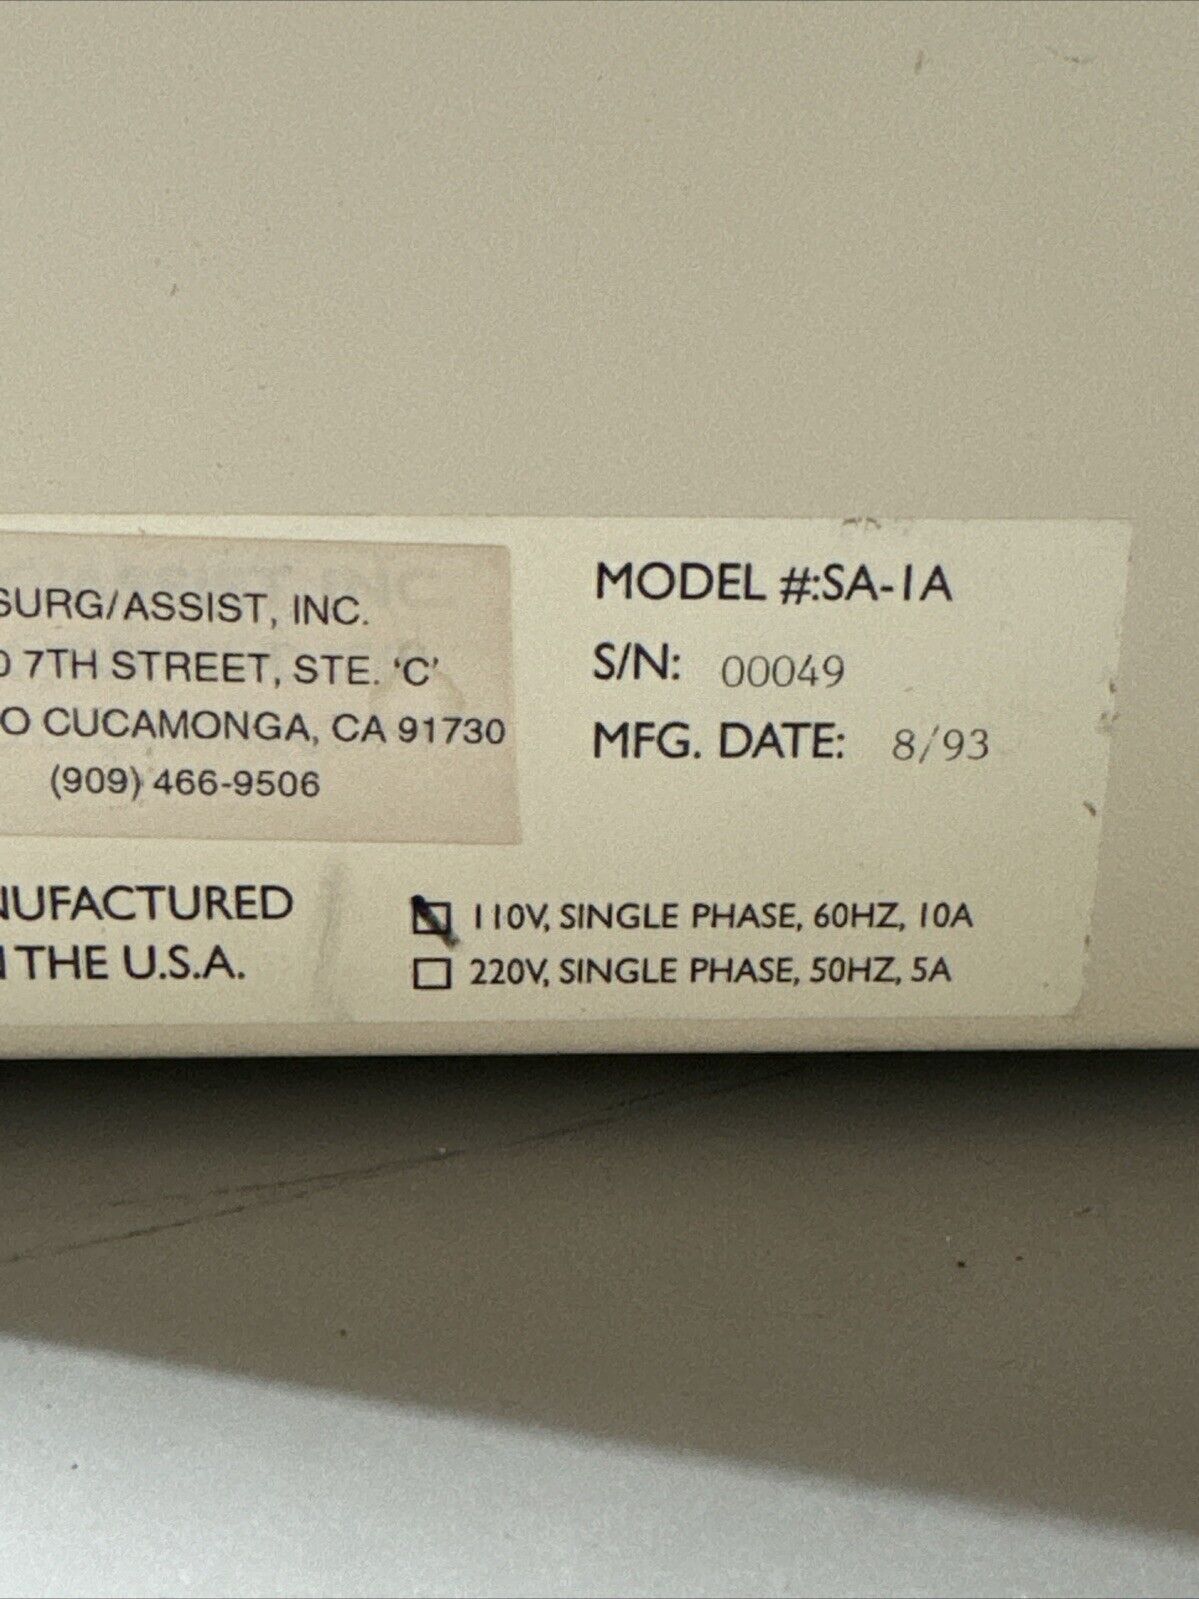 SURG/ASSIST, INC.
7TH STREET, STE. 'C'
CUCAMONGA, CA 91730
(909) 466-9506
NUFACTURED
THE U.S.A.
MODEL #:SA-1A
S/N: 00049
MFG. DATE: 8/93
110V, SINGLE PHASE, 60HZ, 10A
220V, SINGLE PHASE, 50HZ, 5A